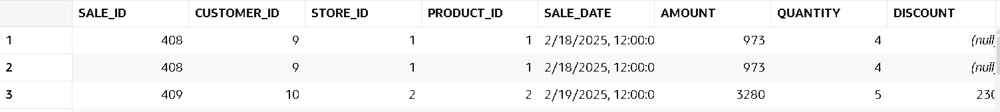 SALE_ID CUSTOMER_ID STORE_ID PRODUCT_ID SALE_DATE AMOUNT QUANTITY DISCOUNT
1 408 9 1 1 2/18/2025, 12:00:0 973 4 (null)
2 408 9 1 1 2/18/2025, 12:00:0 973 4 (null)
3 409 10 2 2 2/19/2025, 12:00:0 3280 5 230